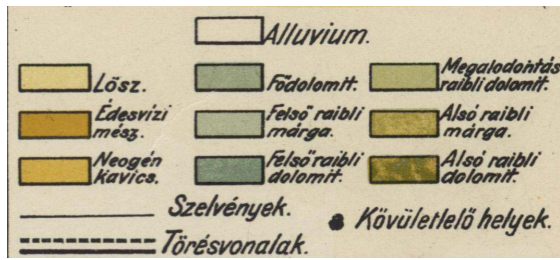 Alluvium.
Lősz.
Fődolomit.
Megalodontás
raibli dolomit.
Édesvízi
mész.
Felső raibli
márga.
Alsó raibli
márga.
Neogén
kavics.
Felső raibli
dolomit.
Alsó raibli
dolomit.
Szelvények.
Kövületlelő helyek.
Törésvonalak.